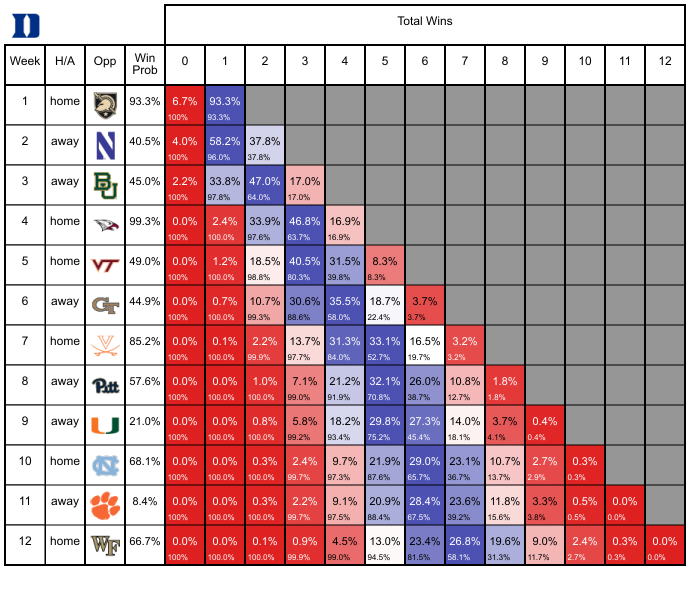 D
Total Wins
Week H/A Opp Win Prob 0 1 2 3 4 5 6 7 8 9 10 11 12
1 home 93.3% 6.7% 93.3%
100% 93.3%
2 away N 40.5% 4.0% 58.2% 37.8%
100% 96.0% 37.8%
3 away BU 45.0% 2.2% 33.8% 47.0% 17.0%
100% 97.8% 64.0% 17.0%
4 home 99.3% 0.0% 2.4% 33.9% 46.8% 16.9%
100% 100.0% 97.6% 63.7% 16.9%
5 home VT 49.0% 0.0% 1.2% 18.5% 40.5% 31.5% 8.3%
100% 100.0% 98.8% 80.3% 39.8% 8.3%
6 away GT 44.9% 0.0% 0.7% 10.7% 30.6% 35.5% 18.7% 3.7%
100% 100.0% 99.3% 88.6% 58.0% 22.4% 3.7%
7 home V 85.2% 0.0% 0.1% 2.2% 13.7% 31.3% 33.1% 16.5% 3.2%
100% 100.0% 99.9% 97.7% 84.0% 52.7% 19.7% 3.2%
8 away Pitt 57.6% 0.0% 0.0% 1.0% 7.1% 21.2% 32.1% 26.0% 10.8% 1.8%
100% 100.0% 100.0% 99.0% 91.9% 70.8% 38.7% 12.7% 1.8%
9 away U 21.0% 0.0% 0.0% 0.8% 5.8% 18.2% 29.8% 27.3% 14.0% 3.7% 0.4%
100% 100.0% 100.0% 99.2% 93.4% 75.2% 45.4% 18.1% 4.1% 0.4%
10 home NC 68.1% 0.0% 0.0% 0.3% 2.4% 9.7% 21.9% 29.0% 23.1% 10.7% 2.7% 0.3%
100% 100.0% 100.0% 99.7% 97.3% 87.6% 65.7% 36.7% 13.7% 2.9% 0.3%
11 away 8.4% 0.0% 0.0% 0.3% 2.2% 9.1% 20.9% 28.4% 23.6% 11.8% 3.3% 0.5% 0.0%
100% 100.0% 100.0% 99.7% 97.5% 88.4% 67.5% 39.2% 15.6% 3.8% 0.5% 0.0%
12 home WF 66.7% 0.0% 0.0% 0.1% 0.9% 4.5% 13.0% 23.4% 26.8% 19.6% 9.0% 2.4% 0.3% 0.0%
100% 100.0% 100.0% 99.9% 99.0% 94.5% 81.5% 58.1% 31.3% 11.7% 2.7% 0.3% 0.0%